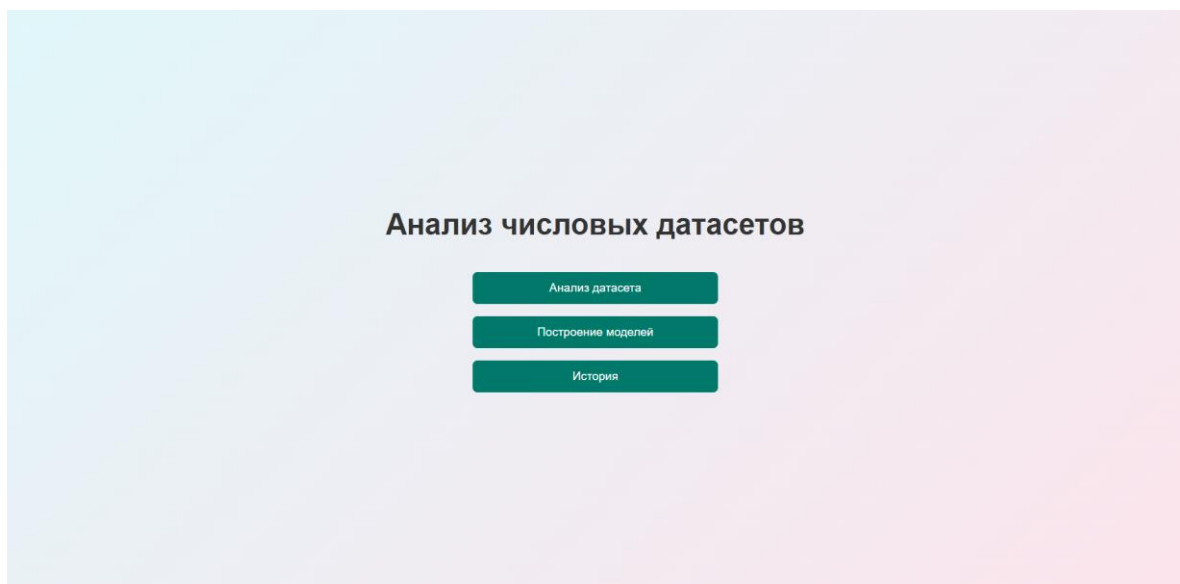 Анализ числовых датасетов
Анализ датасета
Построение моделей
История